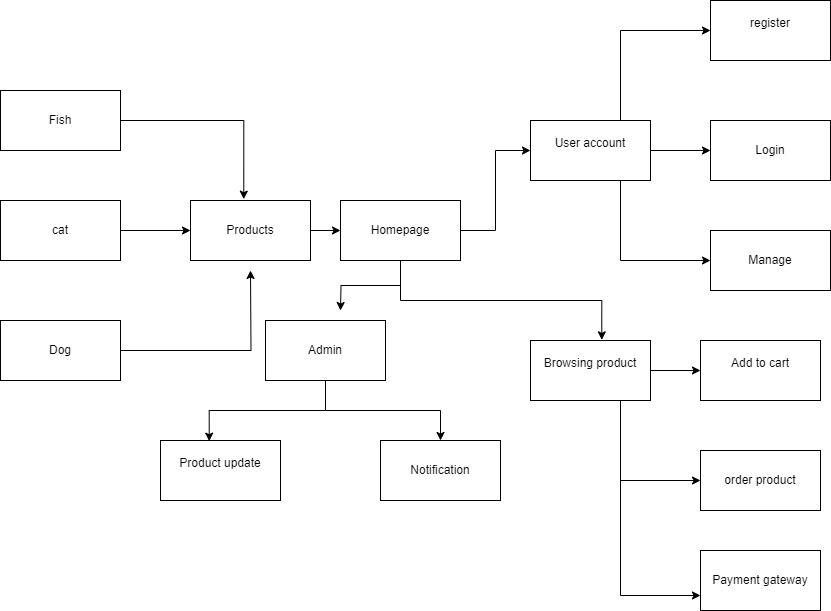 register
Fish
User account
Login
cat
Products
Homepage
Manage
Dog
Admin
Browsing product
Add to cart
Product update
Notification
order product
Payment gateway